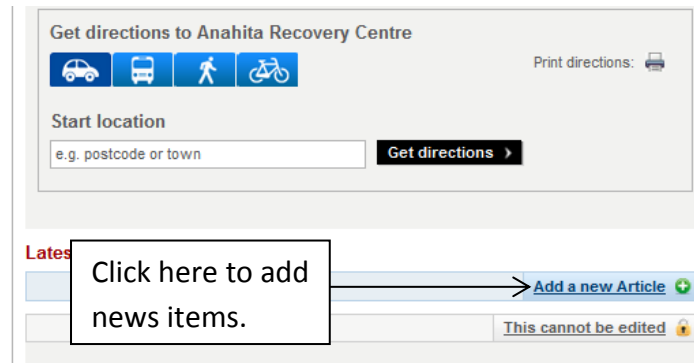 Get directions to Anahita Recovery Centre
Print directions:
Start location
e.g. postcode or town
Get directions
Click here to add
news items.
Add a new Article
This cannot be edited